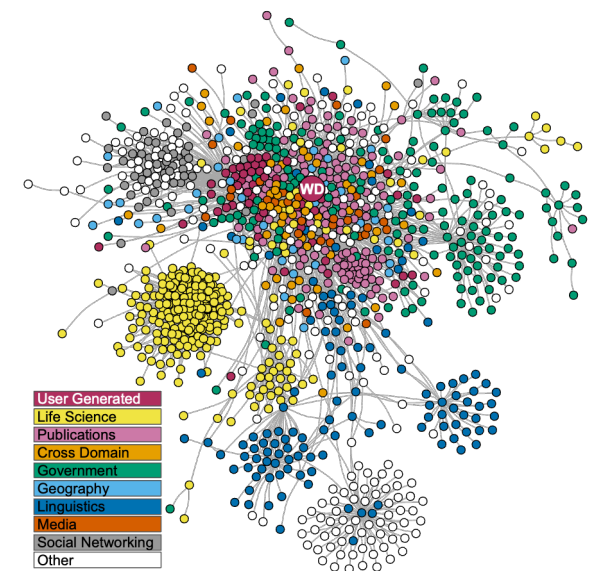 WD
User Generated
Life Science
Publications
Cross Domain
Government
Geography
Linguistics
Media
Social Networking
Other